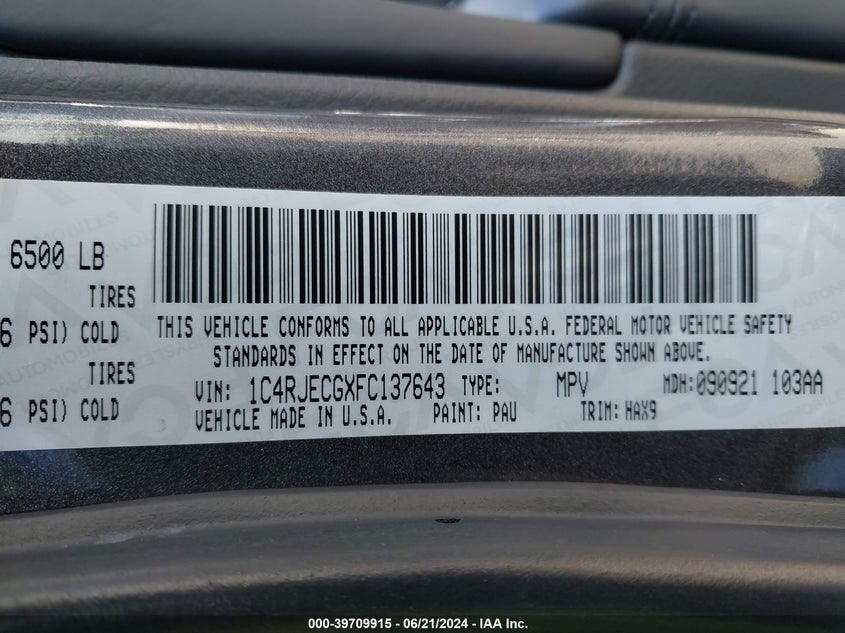 6500 LB
TIRES
6 PSI) COLD
TIRES
6 PSI) COLD
THIS VEHICLE CONFORMS TO ALL APPLICABLE U.S.A. FEDERAL MOTOR VEHICLE SAFETY
STANDARDS IN EFFECT ON THE DATE OF MANUFACTURE SHOWN ABOVE.
VIN: 1C4RJECGXFC137643 TYPE: MPV MDH: 090921 103AA
VEHICLE MADE IN U.S.A. PAINT: PAU TRIM: HAX9
000-39709915 - 06/21/2024 - IAA Inc.